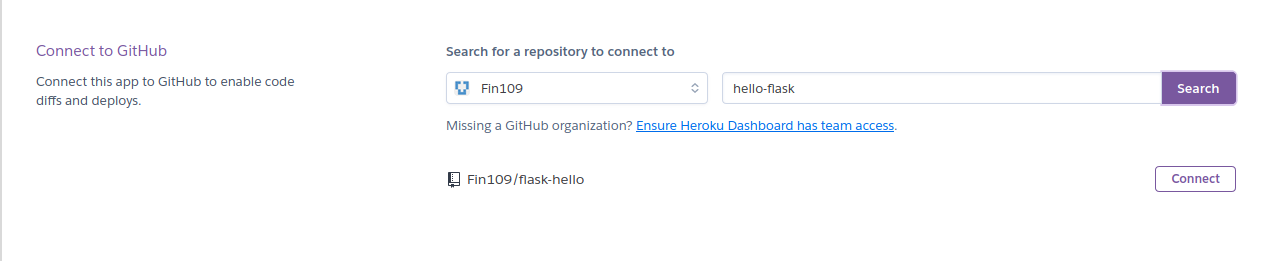 Connect to GitHub
Connect this app to GitHub to enable code
diffs and deploys.
Search for a repository to connect to
Fin109
hello-flask
Search
Missing a GitHub organization? Ensure Heroku Dashboard has team access.
Fin109/flask-hello
Connect